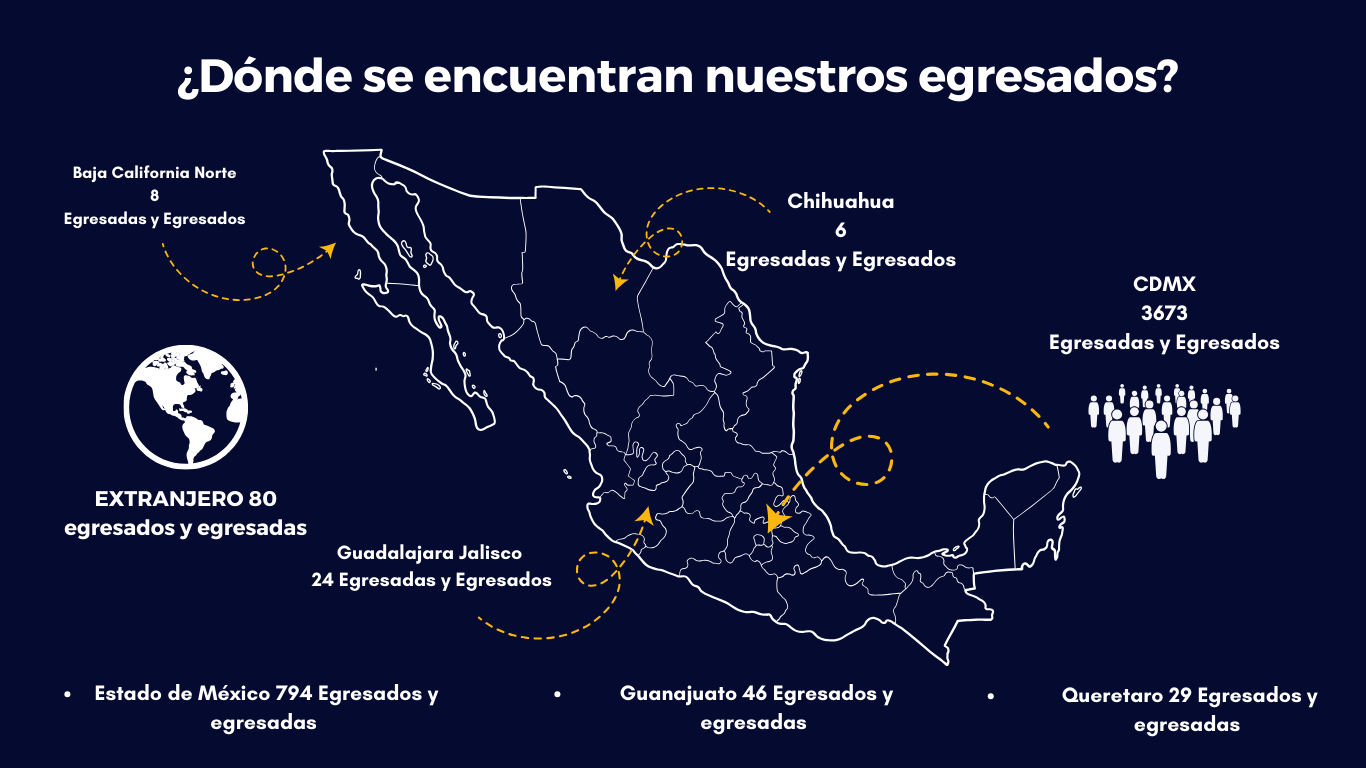 ¿Dónde se encuentran nuestros egresados?
Baja California Norte
8
Egresadas y Egresados
Chihuahua
6
Egresadas y Egresados
CDMX
3673
Egresadas y Egresados
EXTRANJERO 80
egresados y egresadas
Guadalajara Jalisco
24 Egresadas y Egresados
• Estado de México 794 Egresados y
egresadas
• Guanajuato 46 Egresados y
egresadas
• Queretaro 29 Egresados y
egresadas